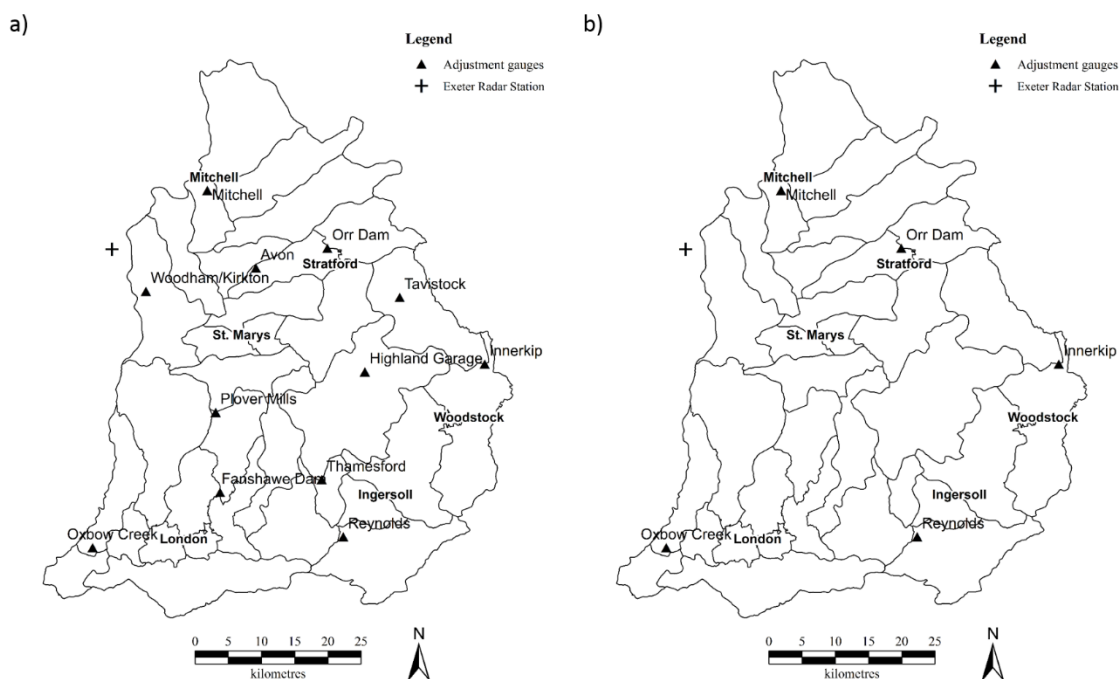 a)
Legend
Adjustment gauges
Exeter Radar Station
Mitchell
Mitchell
Orr Dam
Avon
Stratford
Woodham/Kirkton
Tavistock
St. Marys
Highland Garage
Innerkip
Plover Mills
Woodstock
Thamesford
Fanshawe Dam
Ingersoll
Reynolds
Oxbow Creek
London
0 5 10 15 20 25
kilometres
N
b)
Legend
Adjustment gauges
Exeter Radar Station
Mitchell
Mitchell
Orr Dam
Stratford
St. Marys
Innerkip
Woodstock
Ingersoll
Reynolds
Oxbow Creek
London
0 5 10 15 20 25
kilometres
N